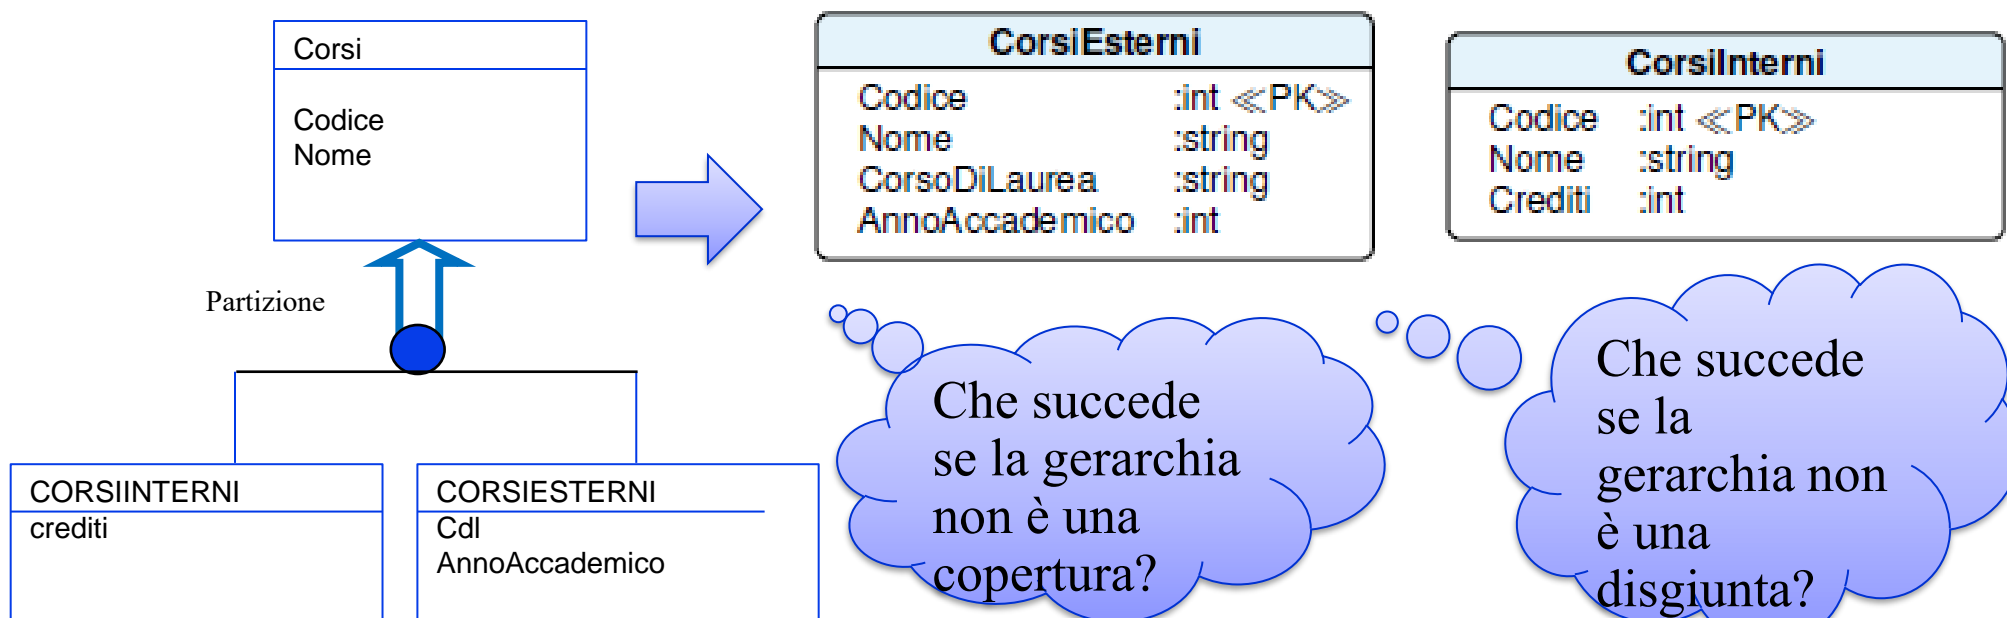 Corsi
Codice
Nome
Partizione
CORSIINTERNI
crediti
CORSIESTERNI
Cdl
AnnoAccademico
CorsiEsterni
Codice :int ≪PK≫
Nome :string
CorsoDiLaurea :string
AnnoAccademico :int
CorsiInterni
Codice :int ≪PK≫
Nome :string
Crediti :int
Che succede
se la gerarchia
non è una
copertura?
Che succede
se la
gerarchia non
è una
disgiunta?